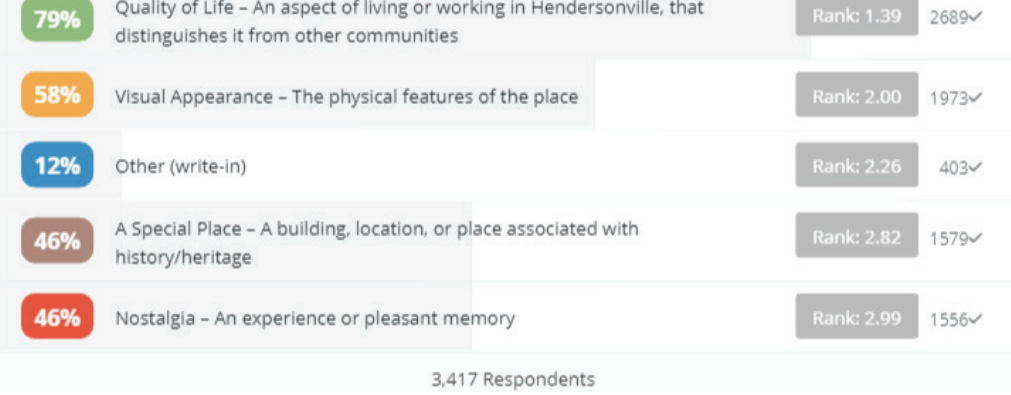 79% Quality of Life – An aspect of living or working in Hendersonville, that Rank: 1.39 2689✓
distinguishes it from other communities
58% Visual Appearance – The physical features of the place Rank: 2.00 1973✓
12% Other (write-in) Rank: 2.26 403✓
46% A Special Place – A building, location, or place associated with Rank: 2.82 1579✓
history/heritage
46% Nostalgia – An experience or pleasant memory Rank: 2.99 1556✓
3,417 Respondents